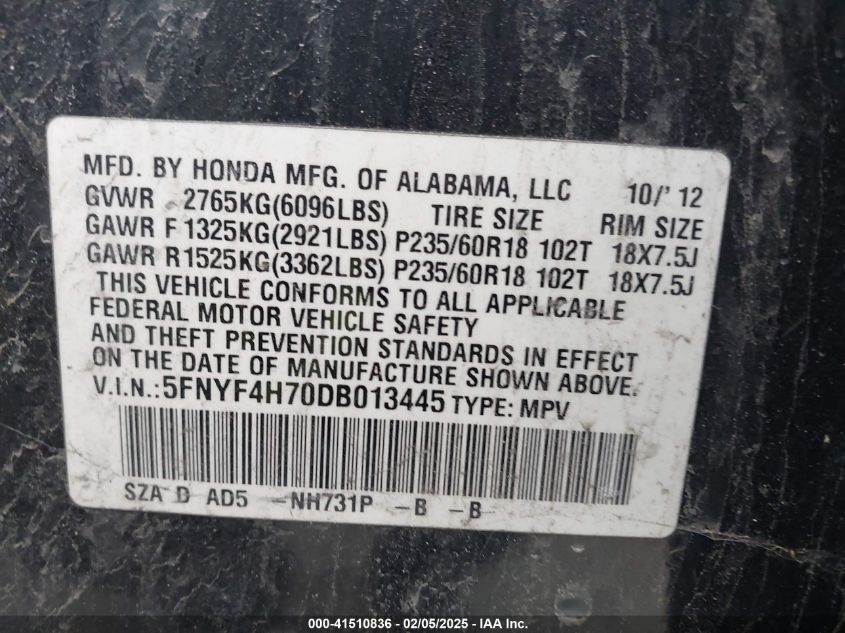 MFD. BY HONDA MFG. OF ALABAMA, LLC 10/'12
GVWR 2765KG(6096LBS) TIRE SIZE RIM SIZE
GAWR F 1325KG(2921LBS) P235/60R18 102T 18X7.5J
GAWR R1525KG(3362LBS) P235/60R18 102T 18X7.5J
THIS VEHICLE CONFORMS TO ALL APPLICABLE
FEDERAL MOTOR VEHICLE SAFETY
AND THEFT PREVENTION STANDARDS IN EFFECT
ON THE DATE OF MANUFACTURE SHOWN ABOVE.
V.I.N.:5FNYF4H70DB013445 TYPE: MPV
SZA D AD5 -NH731P -B -B
000-41510836 - 02/05/2025 - IAA Inc.